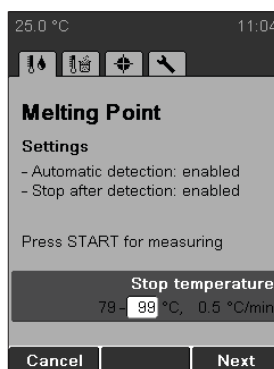 25.0 °C 11:04
Melting Point
Settings
- Automatic detection: enabled
- Stop after detection: enabled
Press START for measuring
Stop temperature
79 - 99 °C, 0.5 °C/min
Cancel Next